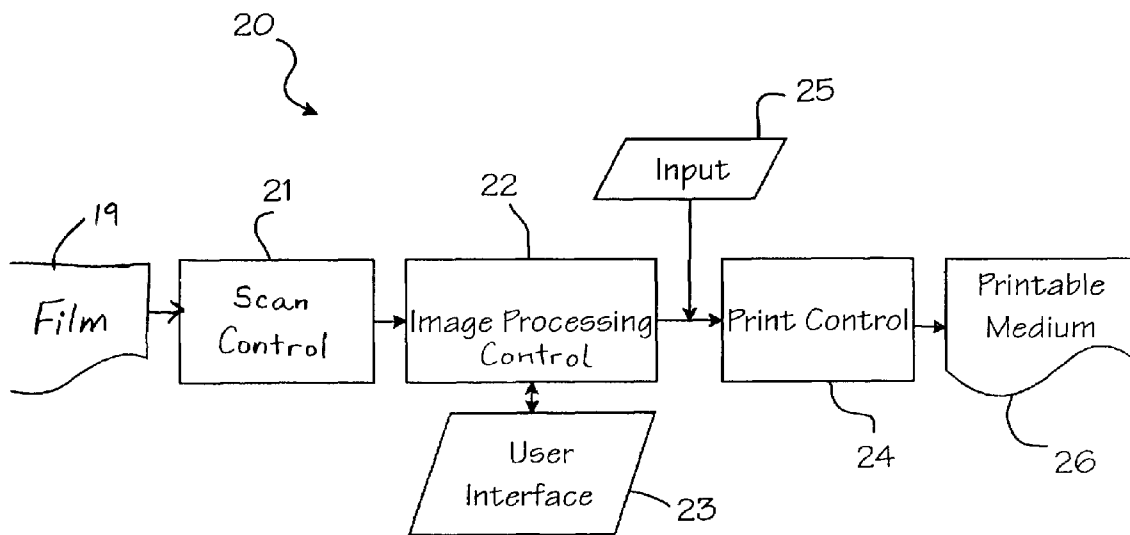 20
25
Input
19
21
22
Film
Scan
Control
Image Processing
Control
Print Control
Printable
Medium
User
Interface
23
24
26